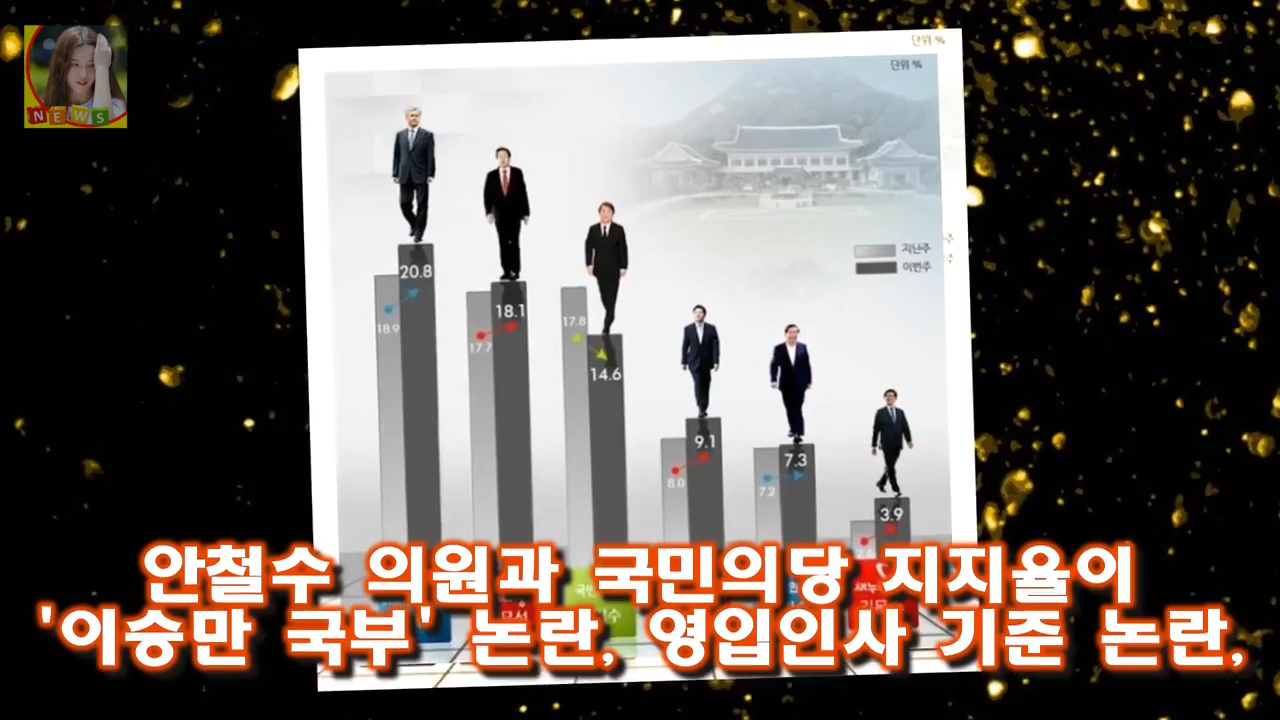 NEWS
단위 %
단위 %
지난주
이번주
20.8
18.9
18.1
17.7
17.8
14.6
9.1
8.0
7.3
7.2
3.9
안철수 의원과 국민의당 지지율이
'이승만 국부' 논란, 영입인사 기준 논란,